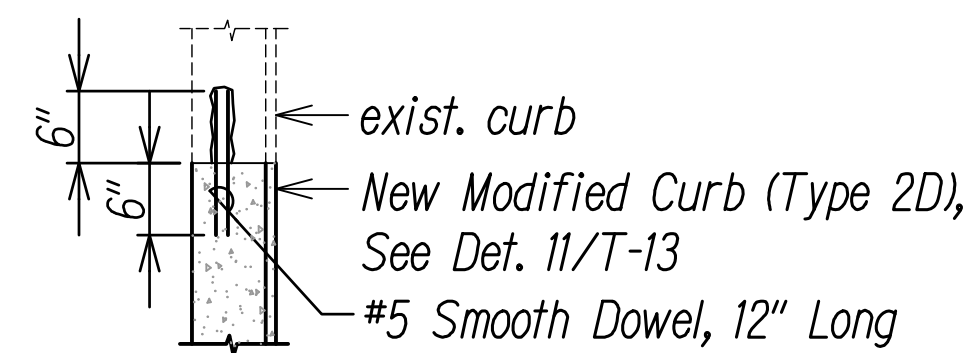 6"
6"
exist. curb
New Modified Curb (Type 2D),
See Det. 11/T-13
#5 Smooth Dowel, 12" Long